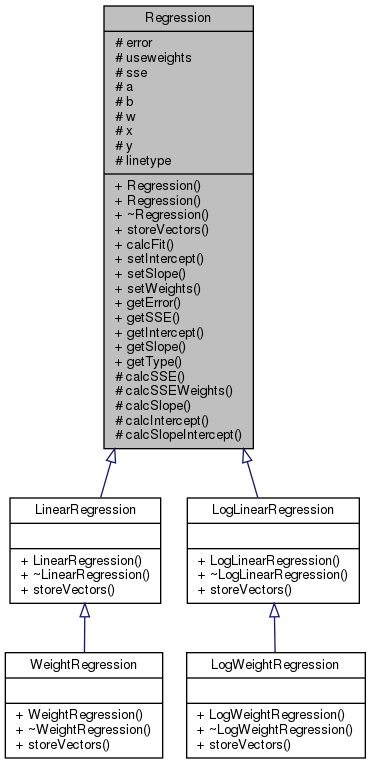 Regression
# error
# useweights
# sse
# a
# b
# w
# x
# y
# linetype
+ Regression()
+ Regression()
+ ~Regression()
+ storeVectors()
+ calcFit()
+ setIntercept()
+ setSlope()
+ setWeights()
+ getError()
+ getSSE()
+ getIntercept()
+ getSlope()
+ getType()
# calcSSE()
# calcSSEWeights()
# calcSlope()
# calcIntercept()
# calcSlopeIntercept()
LinearRegression
+ LinearRegression()
+ ~LinearRegression()
+ storeVectors()
LogLinearRegression
+ LogLinearRegression()
+ ~LogLinearRegression()
+ storeVectors()
WeightRegression
+ WeightRegression()
+ ~WeightRegression()
+ storeVectors()
LogWeightRegression
+ LogWeightRegression()
+ ~LogWeightRegression()
+ storeVectors()